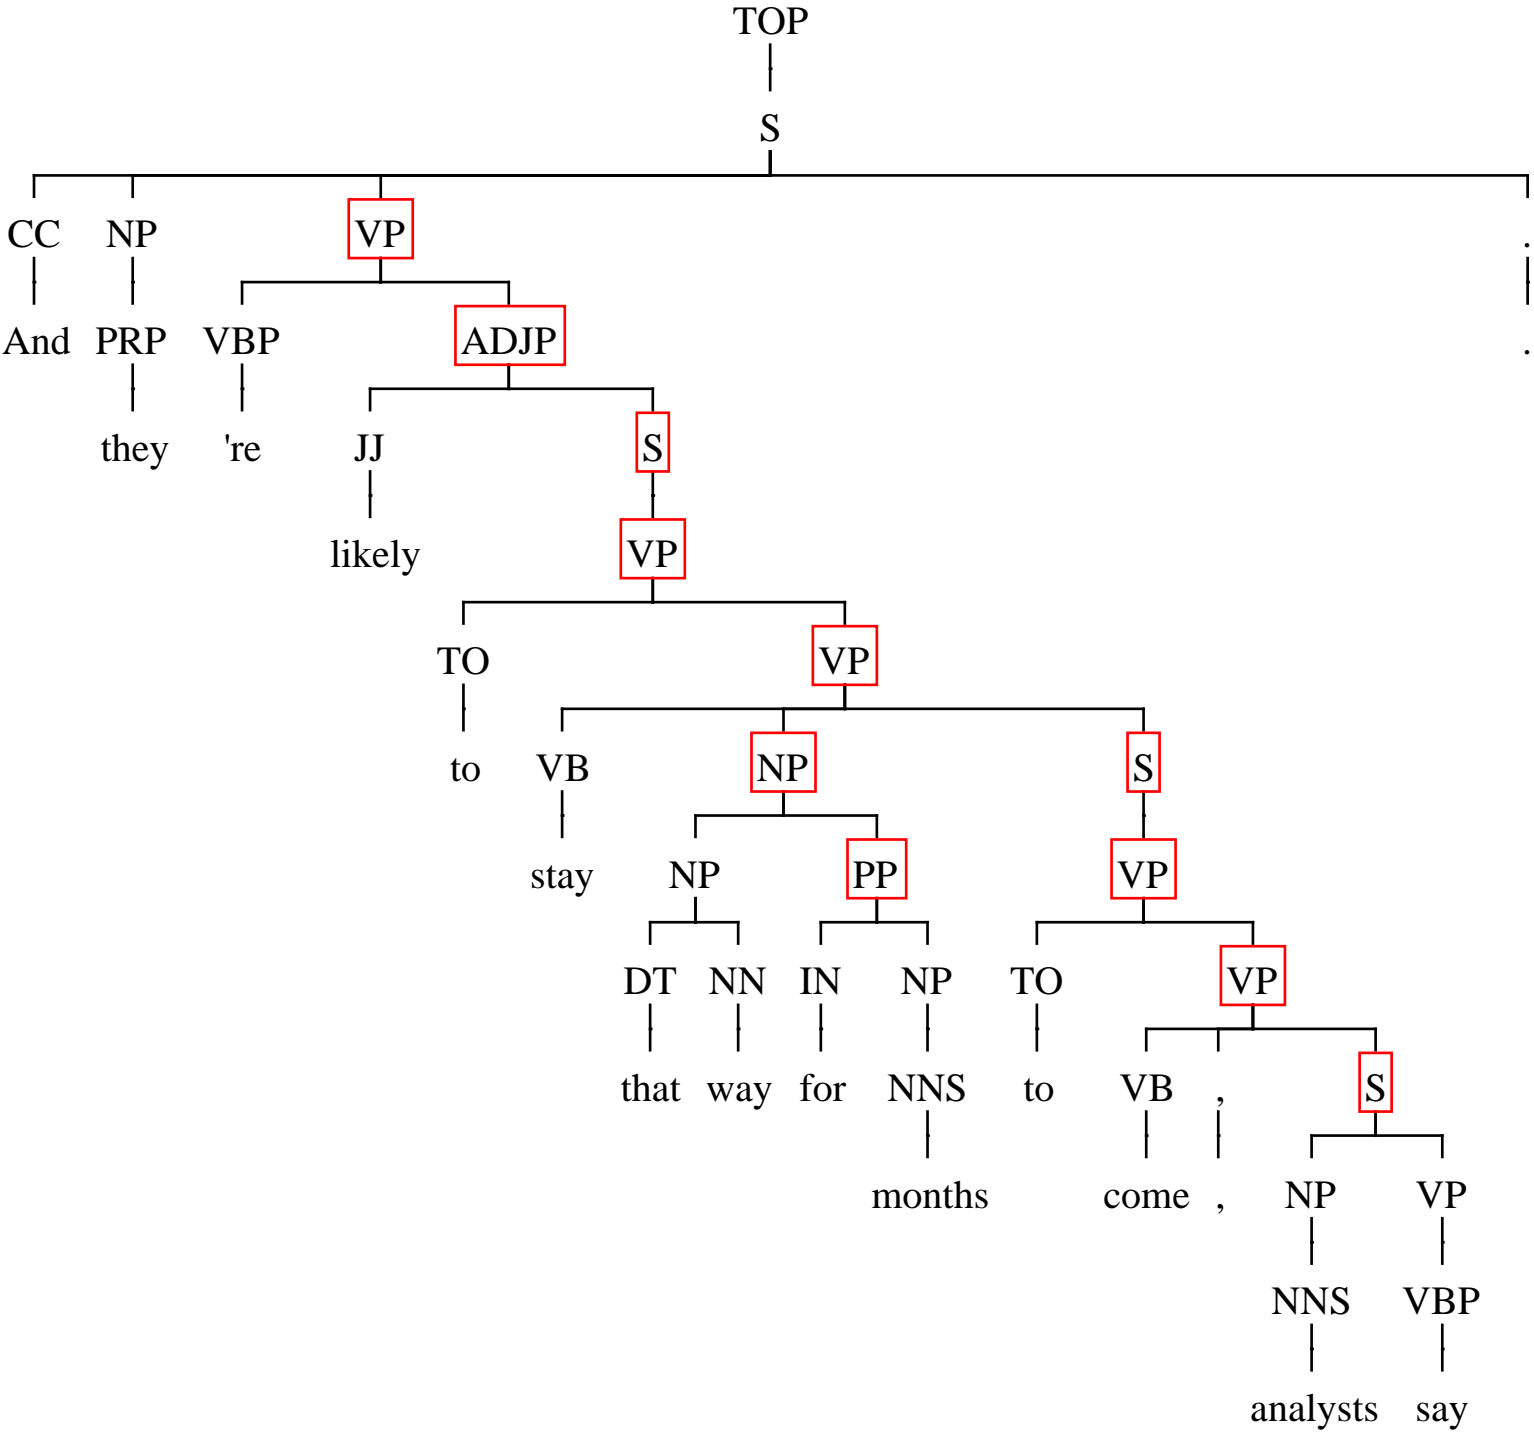 TOP
S
CC NP VP .
And PRP VBP ADJP .
they 're JJ S
likely VP
TO VP
to VB NP S
stay NP PP VP
DT NN IN NP TO VP
that way for NNS to VB , S
months come , NP VP
NNS VBP
analysts say